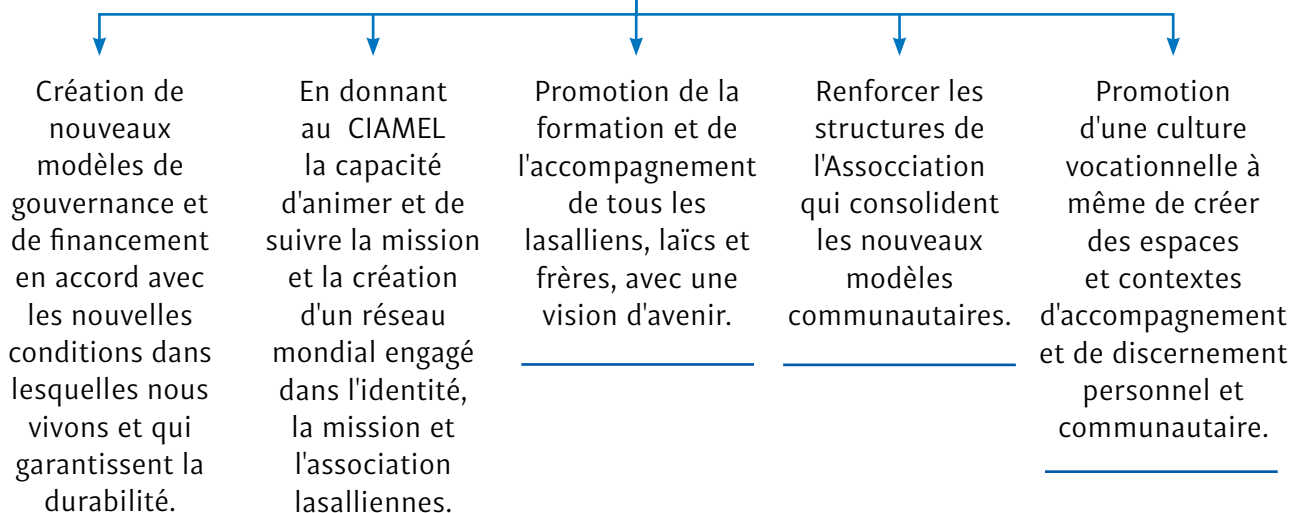 Création de
nouveaux
modèles de
gouvernance et
de financement
en accord avec
les nouvelles
conditions dans
lesquelles nous
vivons et qui
garantissent la
durabilité.
En donnant
au CIAMEL
la capacité
d'animer et de
suivre la mission
et la création
d'un réseau
mondial engagé
dans l'identité,
la mission et
l'association
lasalliennes.
Promotion de la
formation et de
l'accompagnement
de tous les
lasalliens, laïcs et
frères, avec une
vision d'avenir.
Renforcer les
structures de
l'Assocciation
qui consolident
les nouveaux
modèles
communautaires.
Promotion
d'une culture
vocationnelle à
même de créer
des espaces
et contextes
d'accompagnement
et de discernement
personnel et
communautaire.